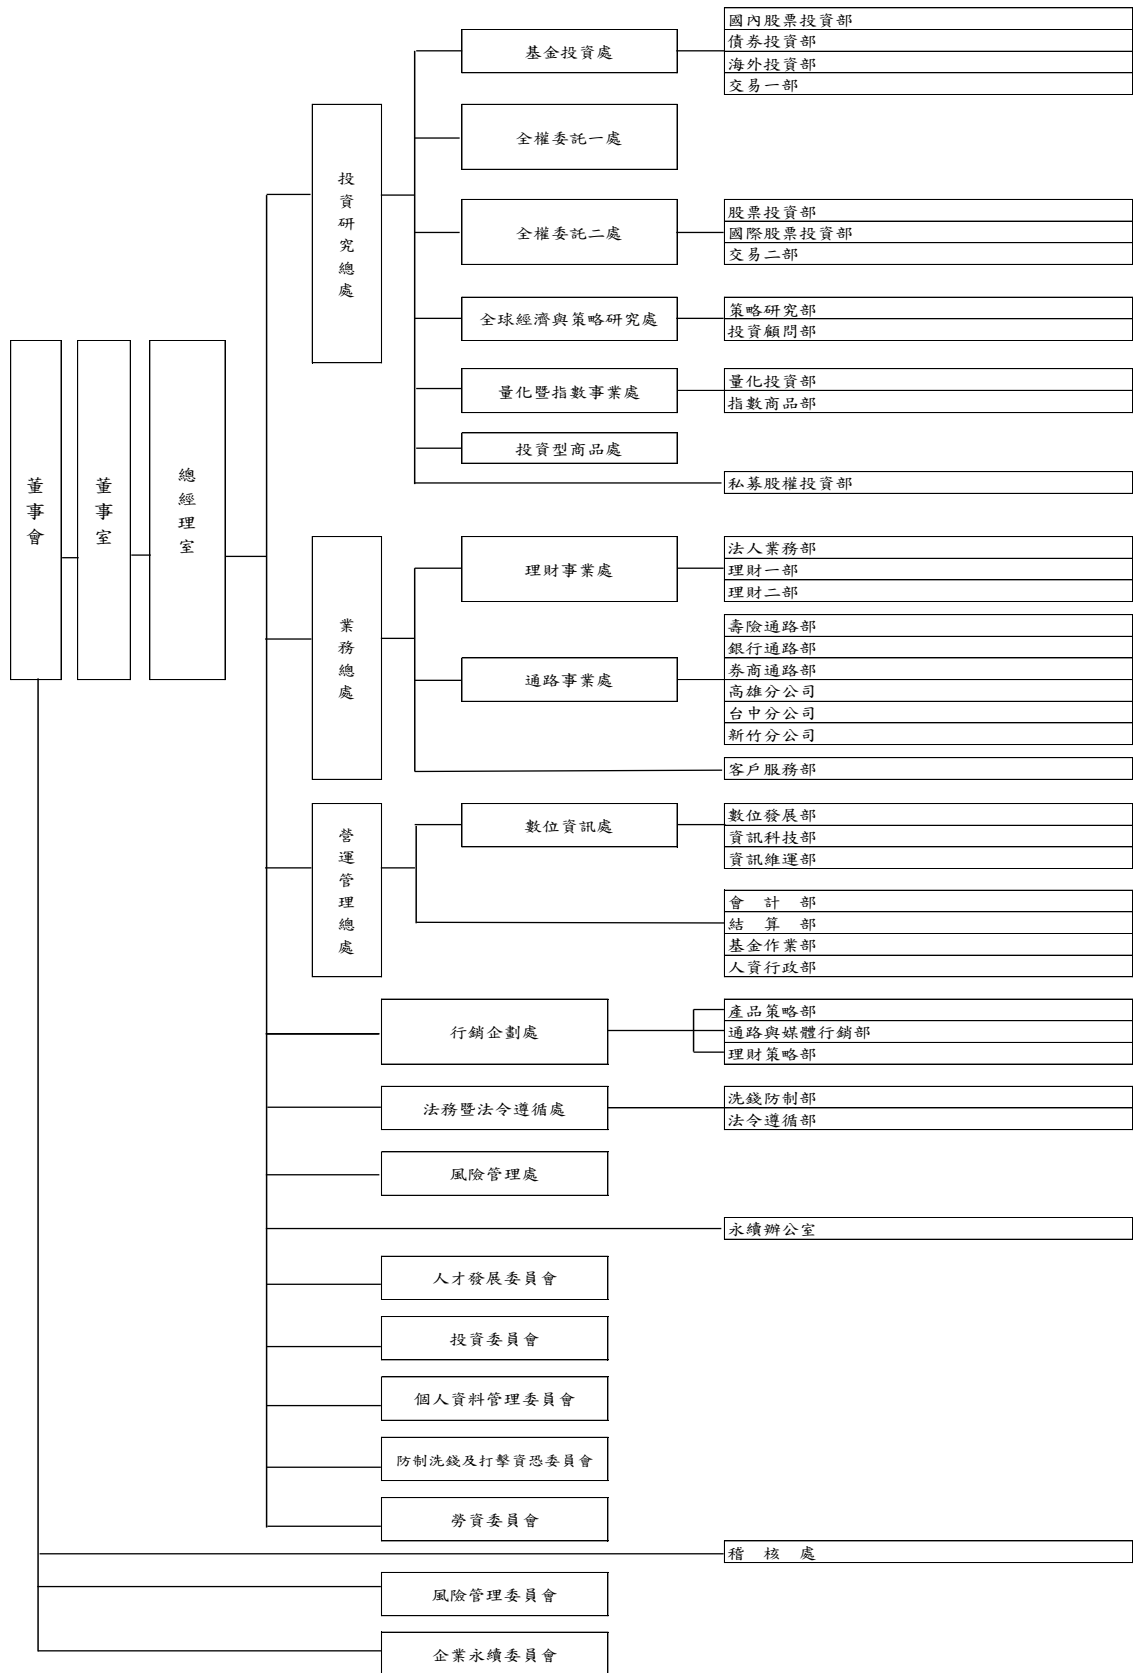 董事會
董事室
總經理室
投資研究總處
基金投資處
國內股票投資部
債券投資部
海外投資部
交易一部
全權委託一處
全權委託二處
股票投資部
國際股票投資部
交易二部
全球經濟與策略研究處
策略研究部
投資顧問部
量化暨指數事業處
量化投資部
指數商品部
投資型商品處
私募股權投資部
業務總處
理財事業處
法人業務部
理財一部
理財二部
通路事業處
壽險通路部
銀行通路部
券商通路部
高雄分公司
台中分公司
新竹分公司
客戶服務部
營運管理總處
數位資訊處
數位發展部
資訊科技部
資訊維運部
會 計 部
結 算 部
基金作業部
人資行政部
行銷企劃處
產品策略部
通路與媒體行銷部
理財策略部
法務暨法令遵循處
洗錢防制部
法令遵循部
風險管理處
永續辦公室
人才發展委員會
投資委員會
個人資料管理委員會
防制洗錢及打擊資恐委員會
勞資委員會
稽 核 處
風險管理委員會
企業永續委員會